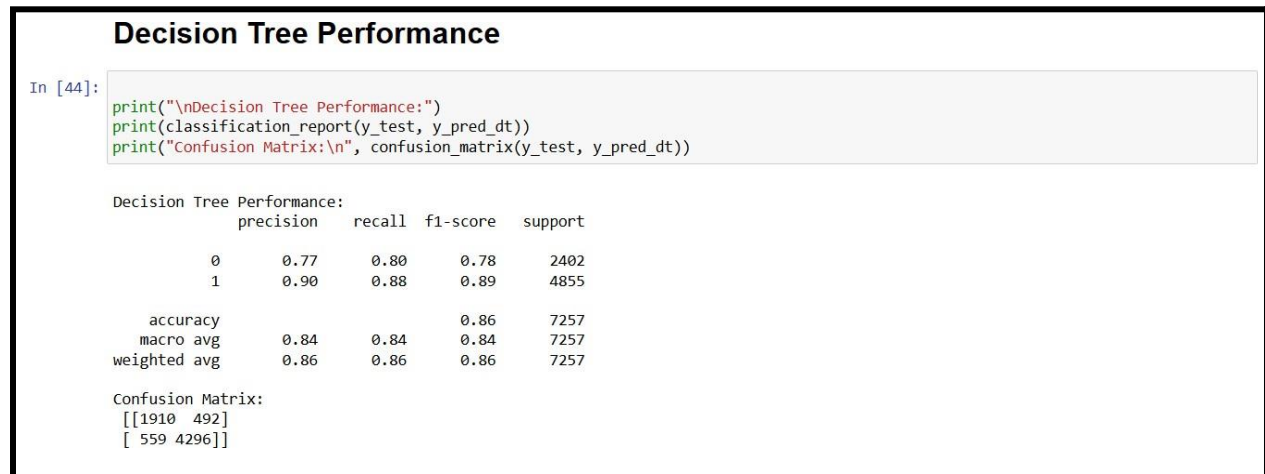 Decision Tree Performance
In [44]:
print("\nDecision Tree Performance:")
print(classification_report(y_test, y_pred_dt))
print("Confusion Matrix:\n", confusion_matrix(y_test, y_pred_dt))
Decision Tree Performance:
precision recall f1-score support
0 0.77 0.80 0.78 2402
1 0.90 0.88 0.89 4855
accuracy 0.86 7257
macro avg 0.84 0.84 0.84 7257
weighted avg 0.86 0.86 0.86 7257
Confusion Matrix:
[[1910 492]
[ 559 4296]]